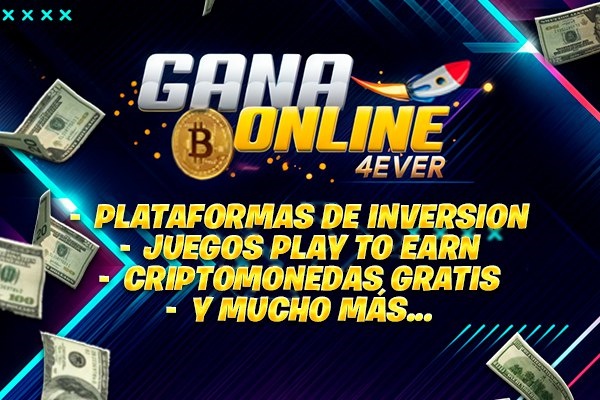 GANA
ONLINE
4EVER
- PLATAFORMAS DE INVERSION
- JUEGOS PLAY TO EARN
- CRIPTOMONEDAS GRATIS
- Y MUCHO MÁS...